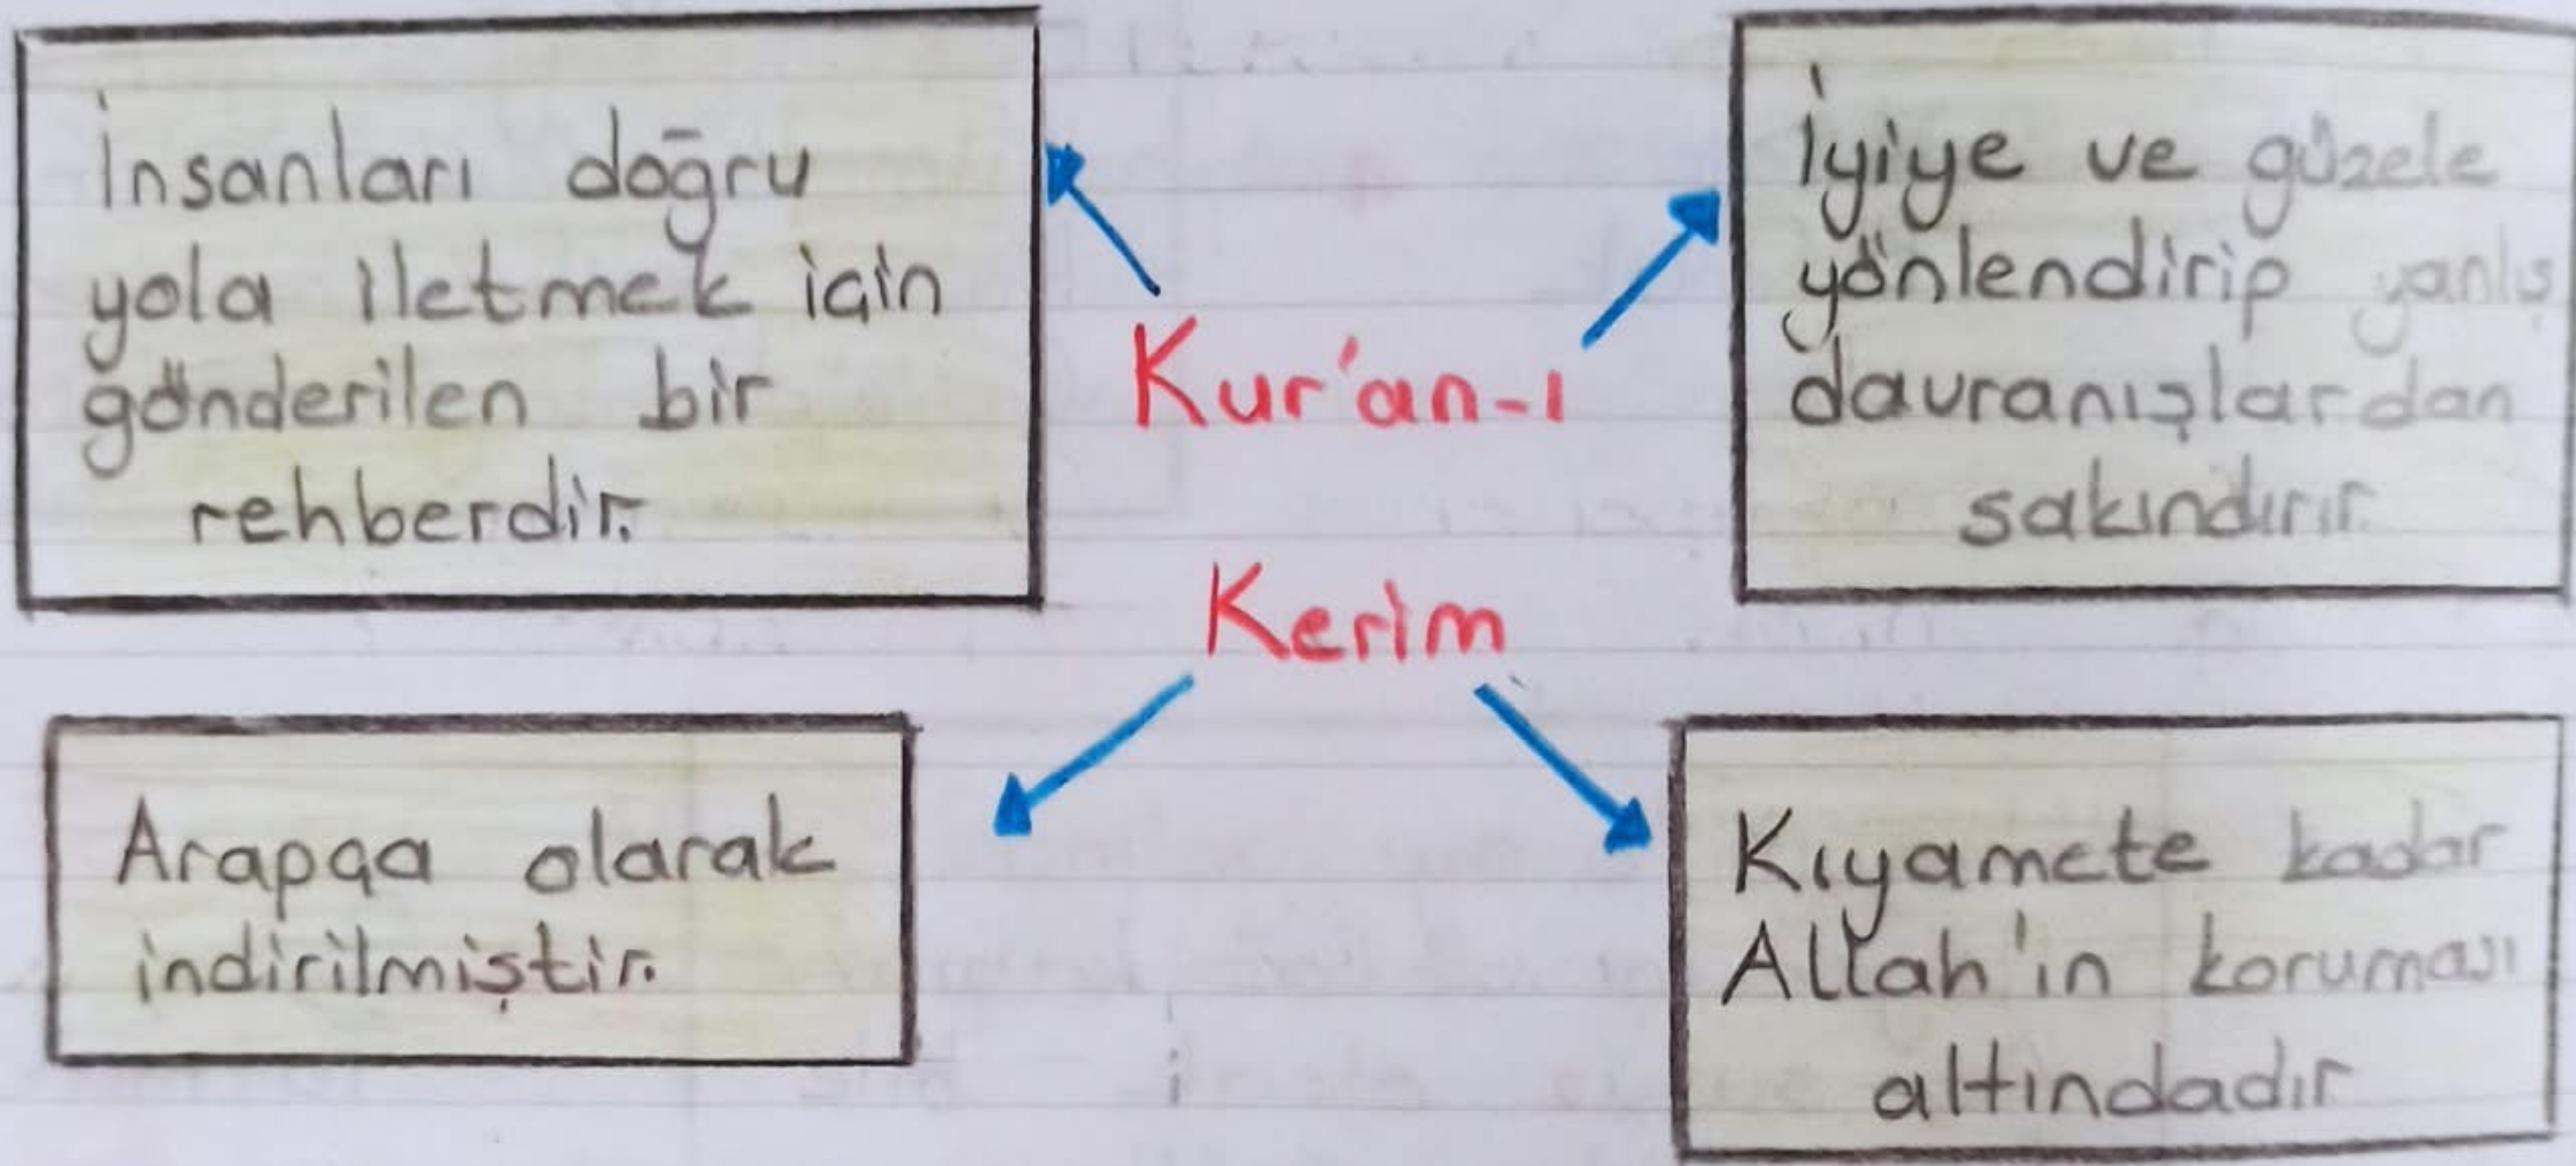 İnsanları doğru
yola iletmek için
gönderilen bir
rehberdir.
Kur'an-ı
Kerim
İyiye ve güzele
yönlendirip yanlış
davranışlardan
sakındırır.
Arapça olarak
indirilmiştir.
Kıyamete kadar
Allah'ın koruması
altındadır